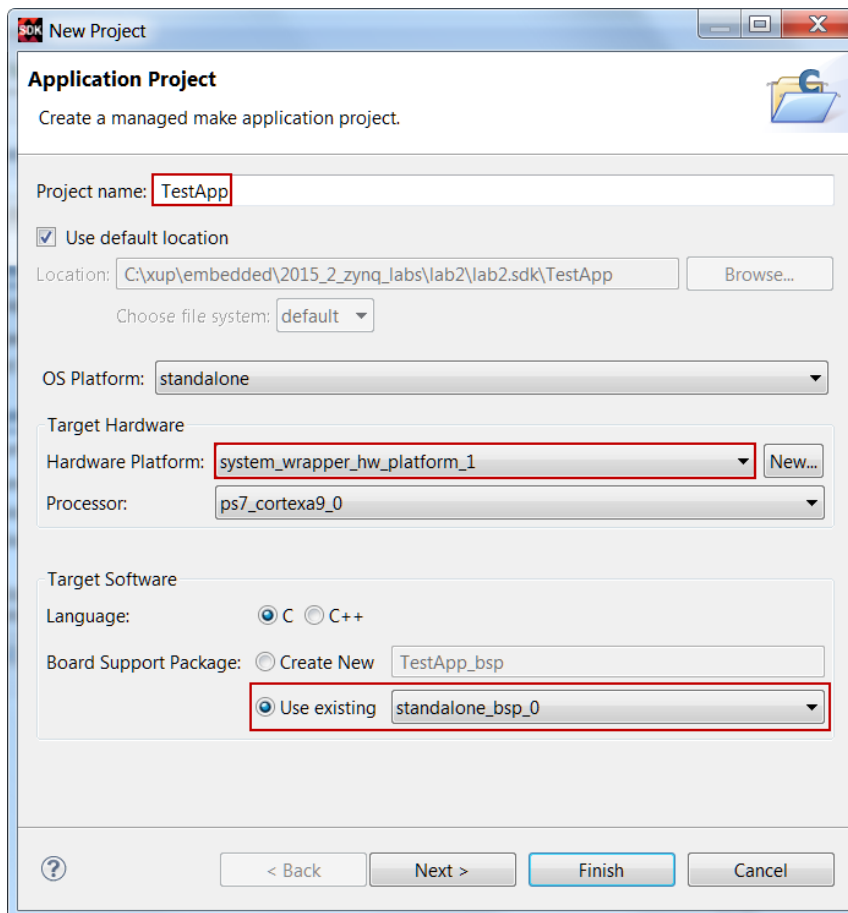 SDK New Project
Application Project
Create a managed make application project.
C
Project name: TestApp
Use default location
Location: C:\xup\embedded\2015_2_zynq_labs\lab2\lab2.sdk\TestApp Browse...
Choose file system: default
OS Platform: standalone
Target Hardware
Hardware Platform: system_wrapper_hw_platform_1 New...
Processor: ps7_cortexa9_0
Target Software
Language: C C++
Board Support Package: Create New TestApp_bsp
Use existing standalone_bsp_0
? < Back Next > Finish Cancel